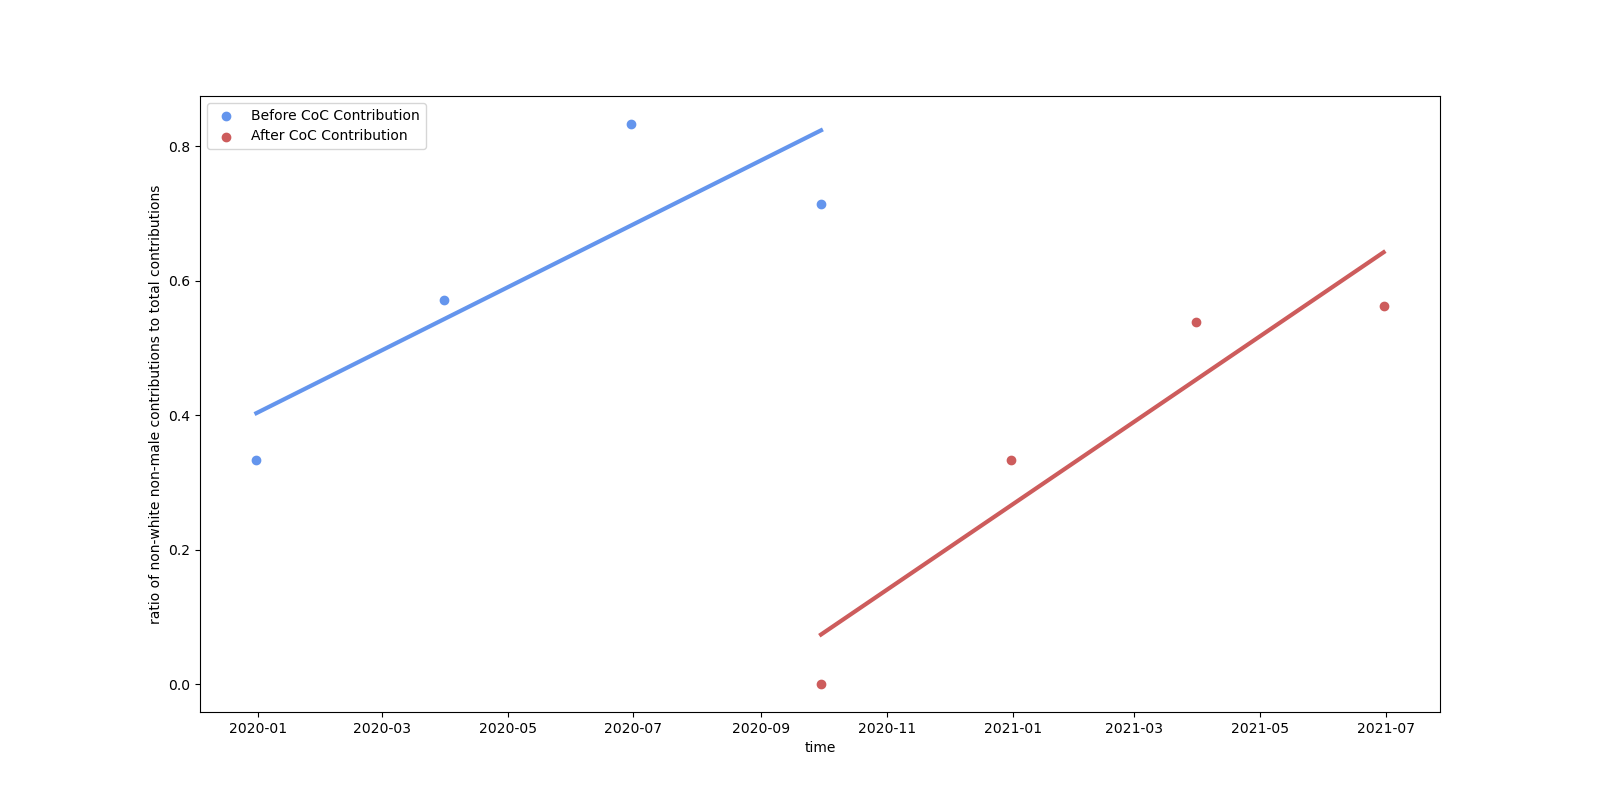 Before CoC Contribution
After CoC Contribution
ratio of non-white non-male contributions to total contributions
0.8
0.6
0.4
0.2
0.0
2020-01 2020-03 2020-05 2020-07 2020-09 2020-11 2021-01 2021-03 2021-05 2021-07
time